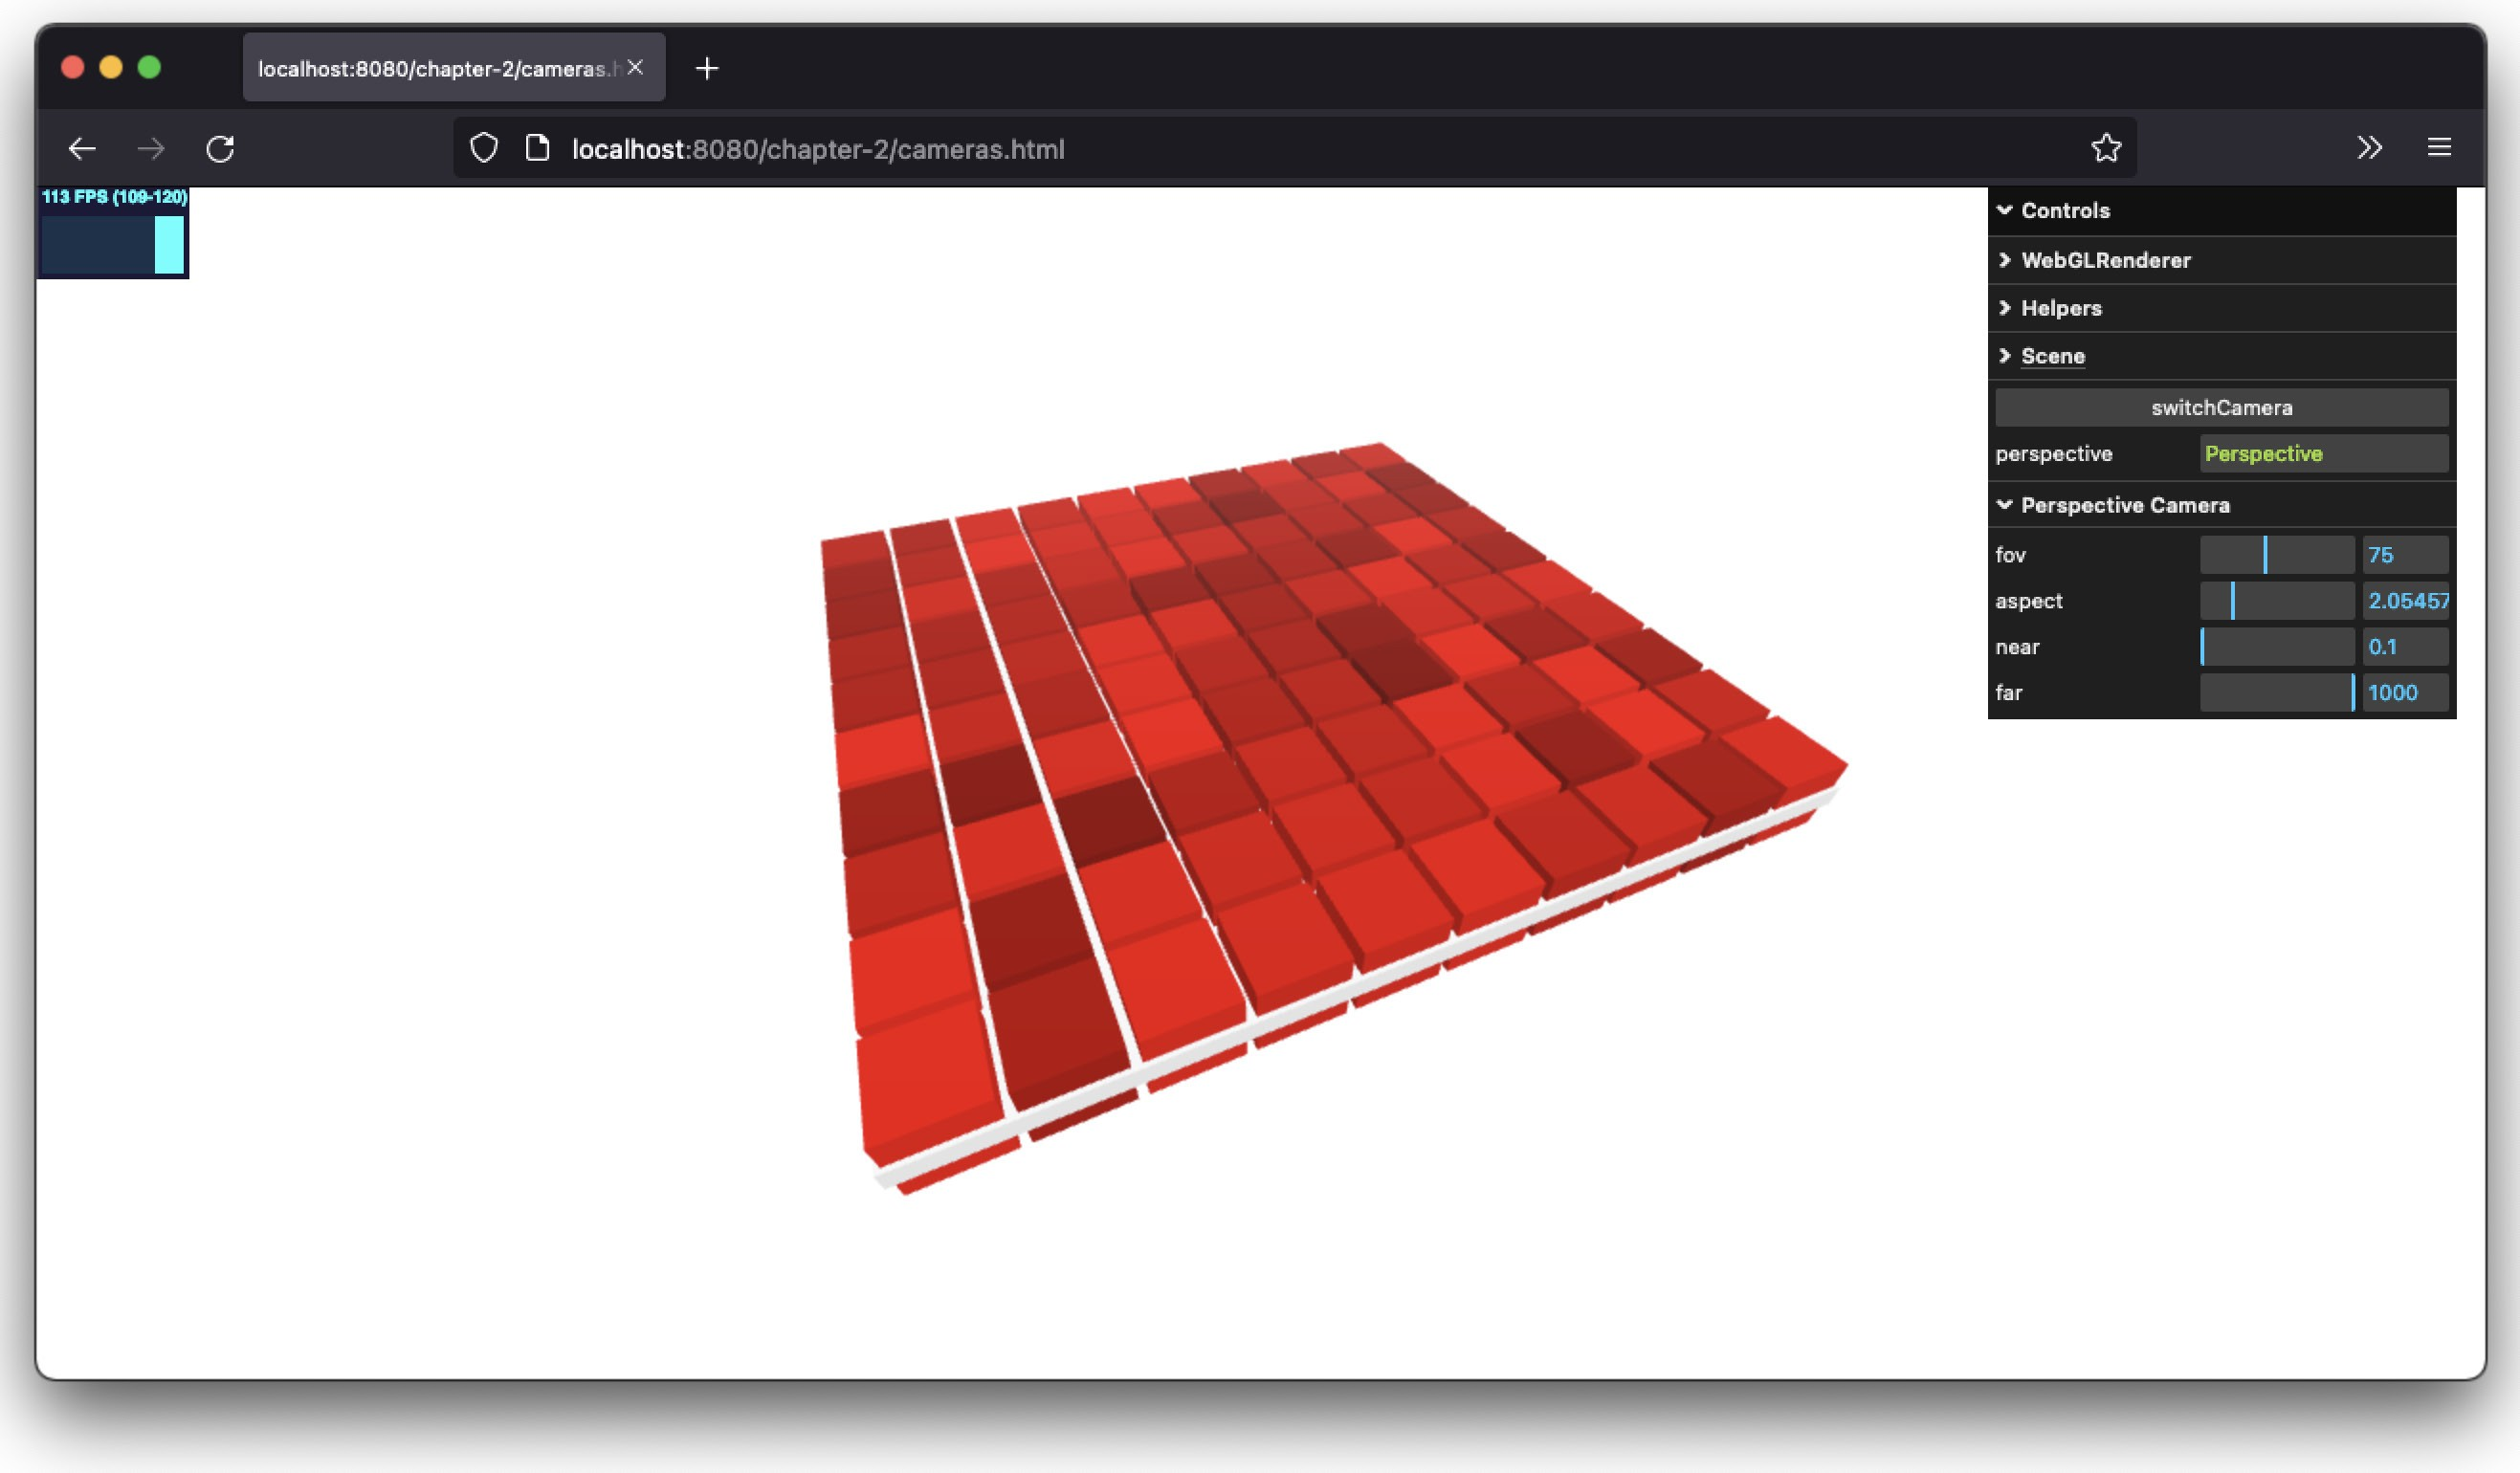 localhost:8080/chapter-2/cameras.h
localhost:8080/chapter-2/cameras.html
113 FPS (109-120)
Controls
WebGLRenderer
Helpers
Scene
switchCamera
perspective Perspective
Perspective Camera
fov 75
aspect 2.05457
near 0.1
far 1000